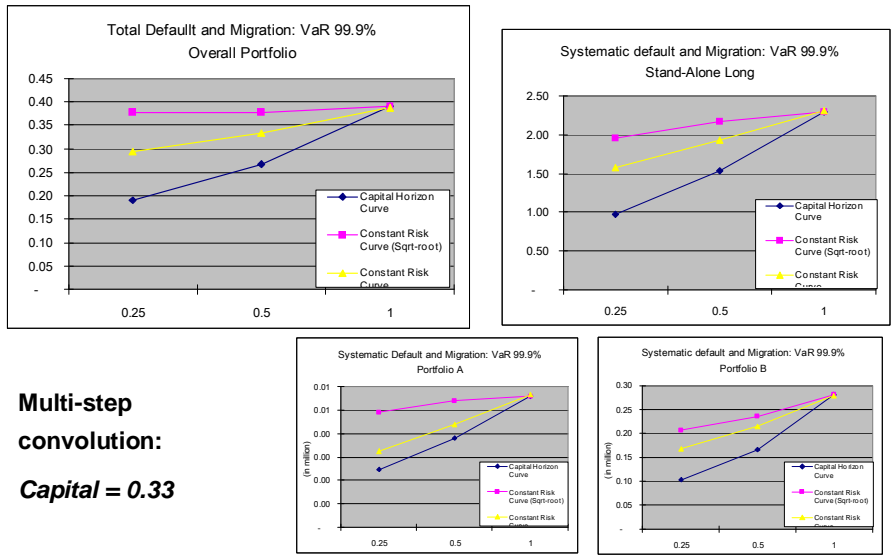 Total Defaullt and Migration: VaR 99.9%
Overall Portfolio
0.45
0.40
0.35
0.30
0.25
0.20
0.15
0.10
0.05
-
0.25
0.5
1
Capital Horizon
Curve
Constant Risk
Curve (Sqrt-root)
Constant Risk
Curve
Systematic default and Migration: VaR 99.9%
Stand-Alone Long
2.50
2.00
1.50
1.00
0.50
-
0.25
0.5
1
Capital Horizon
Curve
Constant Risk
Curve (Sqrt-root)
Constant Risk
Curve
Multi-step
convolution:
Capital = 0.33
Systematic Default and Migration: VaR 99.9%
Portfolio A
(in million)
0.01
0.01
0.00
0.00
0.00
0.00
-
0.25
0.5
1
Capital Horizon
Curve
Constant Risk
Curve (Sqrt-root)
Constant Risk
Curve
Systematic default and Migration: VaR 99.9%
Portfolio B
(in million)
0.30
0.25
0.20
0.15
0.10
0.05
-
0.25
0.5
1
Capital Horizon
Curve
Constant Risk
Curve (Sqrt-root)
Constant Risk
Curve